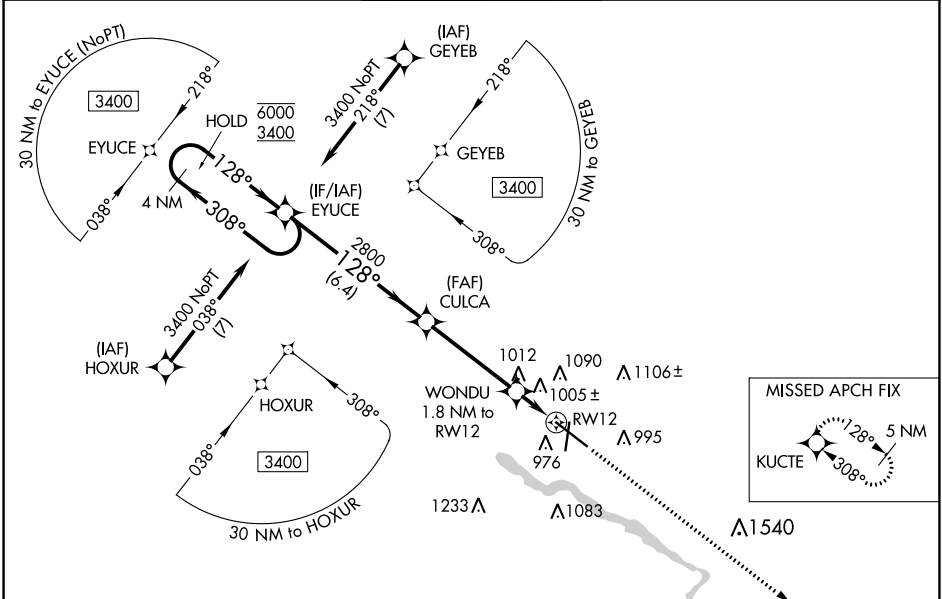 30 NM to EYUCE (NoPT)
218°
3400
EYUCE
038°
HOLD
6000
3400
128°
4 NM
308°
(IF/IAF)
EYUCE
(IAF)
GEYEB
3400 NoPT
218°
(7)
218°
GEYEB
3400
308°
30 NM to GEYEB
2800
128°
(6.4)
(FAF)
CULCA
3400 NoPT
038°
(7)
(IAF)
HOXUR
HOXUR
308°
038°
3400
30 NM to HOXUR
1012
1090
1106±
1005±
WONDU
1.8 NM to
RW12
RW12
995
976
1233
1083
1540
MISSED APCH FIX
128°
5 NM
KUCTE
308°